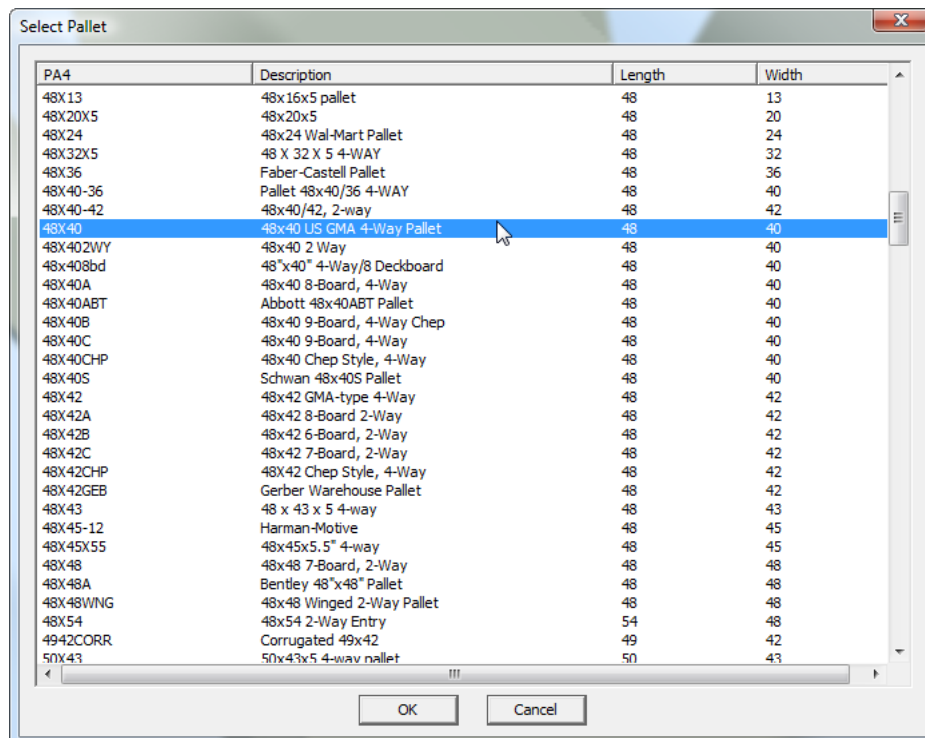 Select Pallet
PA4 Description Length Width
48X13 48x16x5 pallet 48 13
48X20X5 48x20x5 48 20
48X24 48x24 Wal-Mart Pallet 48 24
48X32X5 48 X 32 X 5 4-WAY 48 32
48X36 Faber-Castell Pallet 48 36
48X40-36 Pallet 48x40/36 4-WAY 48 40
48X40-42 48x40/42, 2-way 48 42
48X40 48x40 US GMA 4-Way Pallet 48 40
48X402WY 48x40 2 Way 48 40
48x408bd 48"x40" 4-Way/8 Deckboard 48 40
48X40A 48x40 8-Board, 4-Way 48 40
48X40ABT Abbott 48x40ABT Pallet 48 40
48X40B 48x40 9-Board, 4-Way Chep 48 40
48X40C 48x40 9-Board, 4-Way 48 40
48X40CHP 48x40 Chep Style, 4-Way 48 40
48X40S Schwan 48x40S Pallet 48 40
48X42 48x42 GMA-type 4-Way 48 42
48X42A 48x42 8-Board 2-Way 48 42
48X42B 48x42 6-Board, 2-Way 48 42
48X42C 48x42 7-Board, 2-Way 48 42
48X42CHP 48X42 Chep Style, 4-Way 48 42
48X42GEB Gerber Warehouse Pallet 48 42
48X43 48 x 43 x 5 4-way 48 43
48X45-12 Harman-Motive 48 45
48X45X55 48x45x5.5" 4-way 48 45
48X48 48x48 7-Board, 2-Way 48 48
48X48A Bentley 48"x48" Pallet 48 48
48X48WNG 48x48 Winged 2-Way Pallet 48 48
48X54 48x54 2-Way Entry 54 48
4942CORR Corrugated 49x42 49 42
50X43 50x43x5 4-way pallet 50 43
OK Cancel